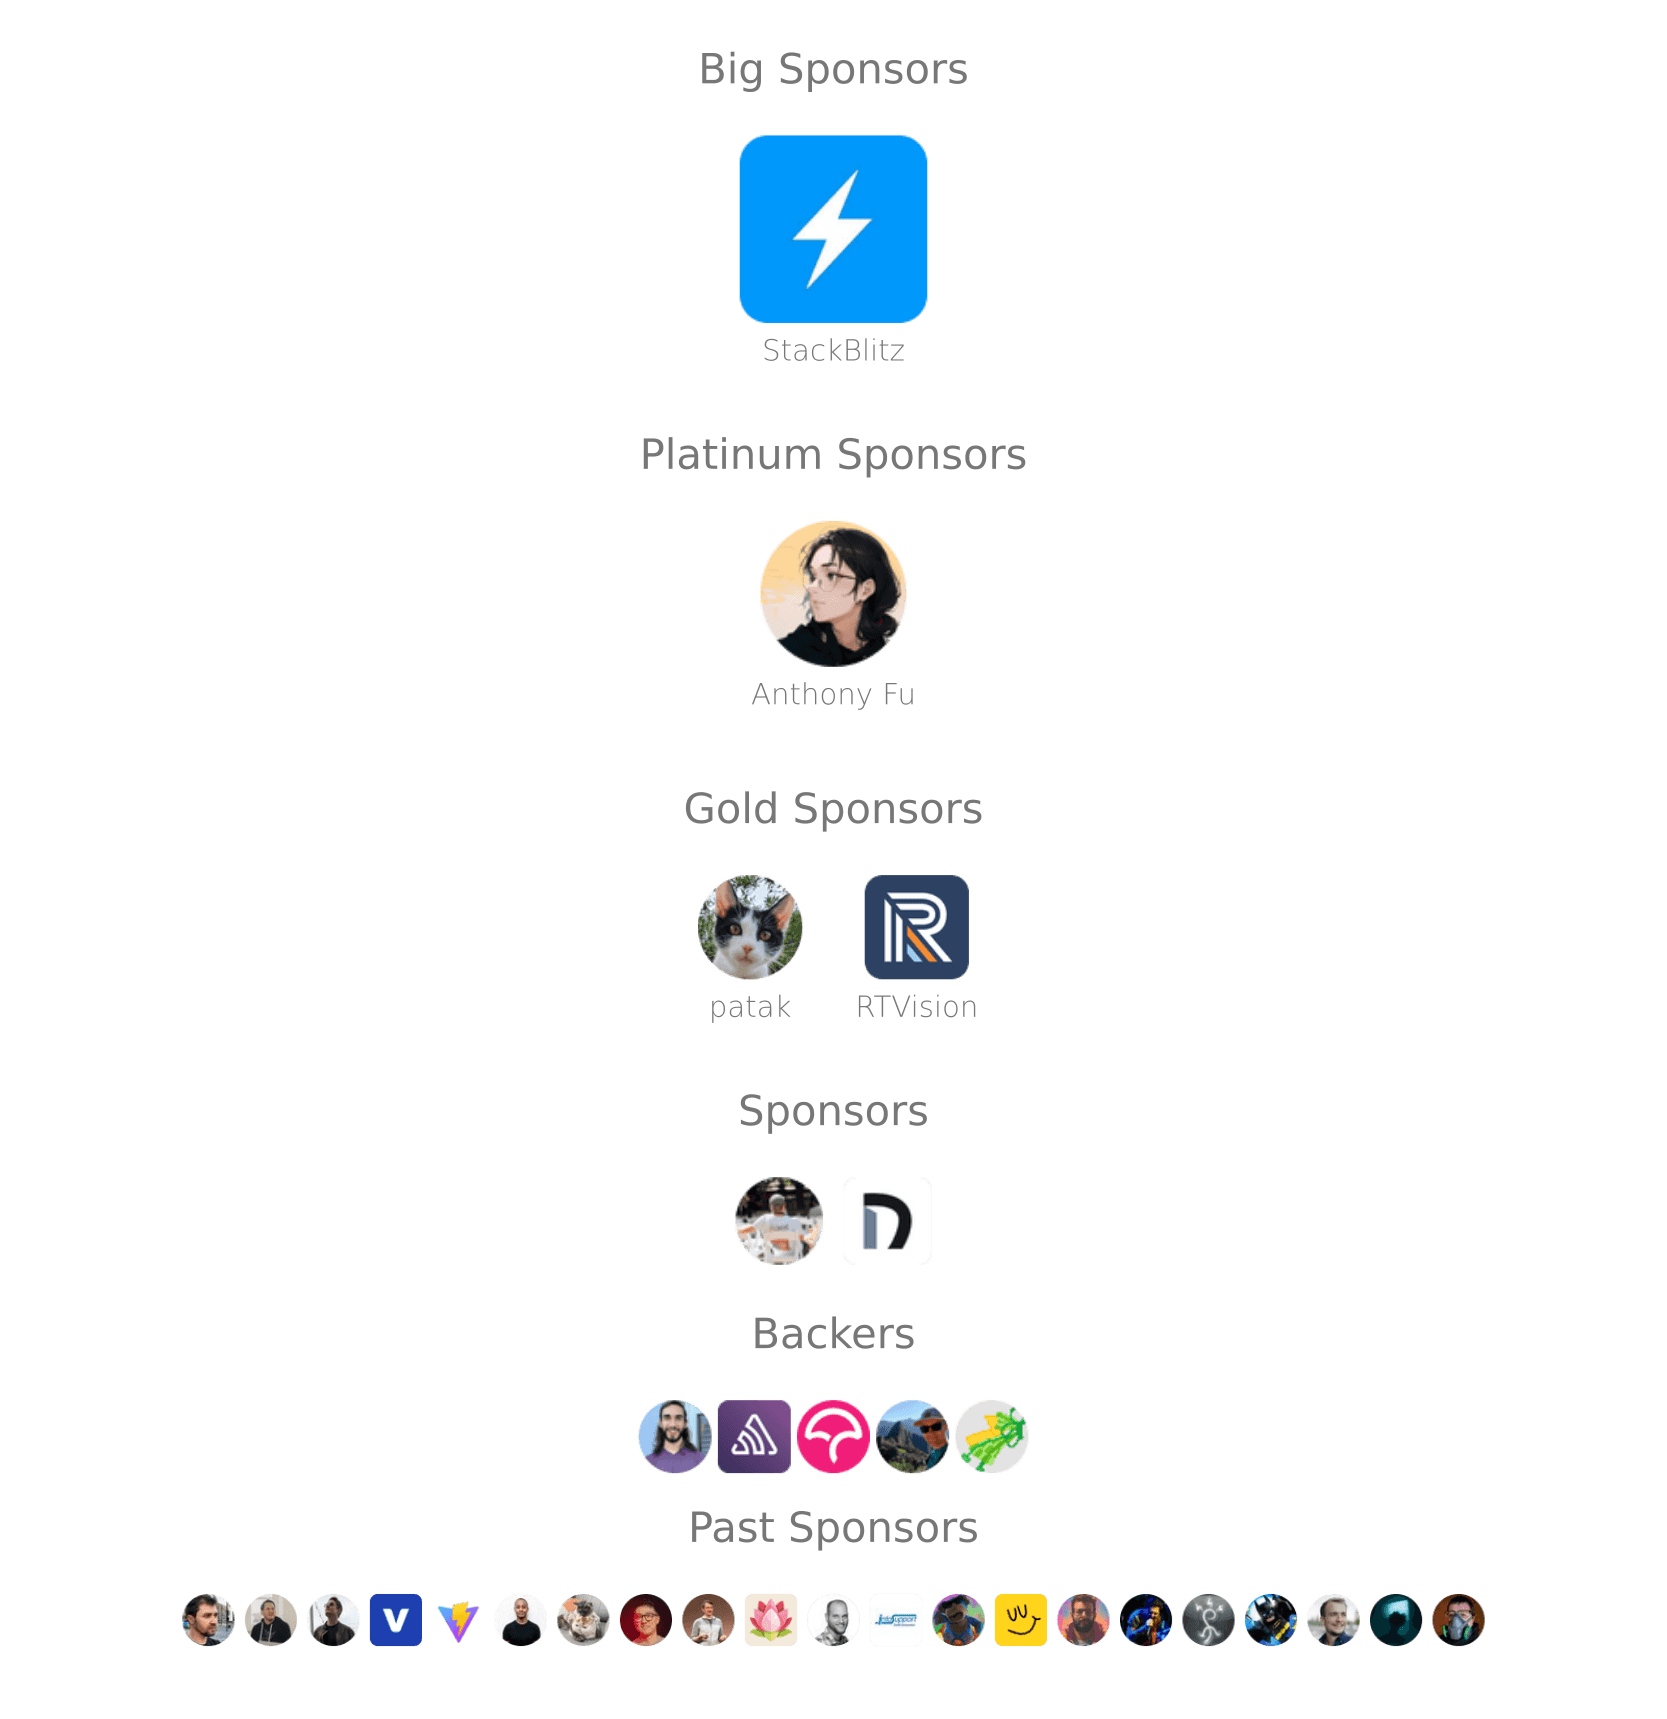 Big Sponsors
StackBlitz
Platinum Sponsors
Anthony Fu
Gold Sponsors
patak
RTVision
Sponsors
Backers
Past Sponsors